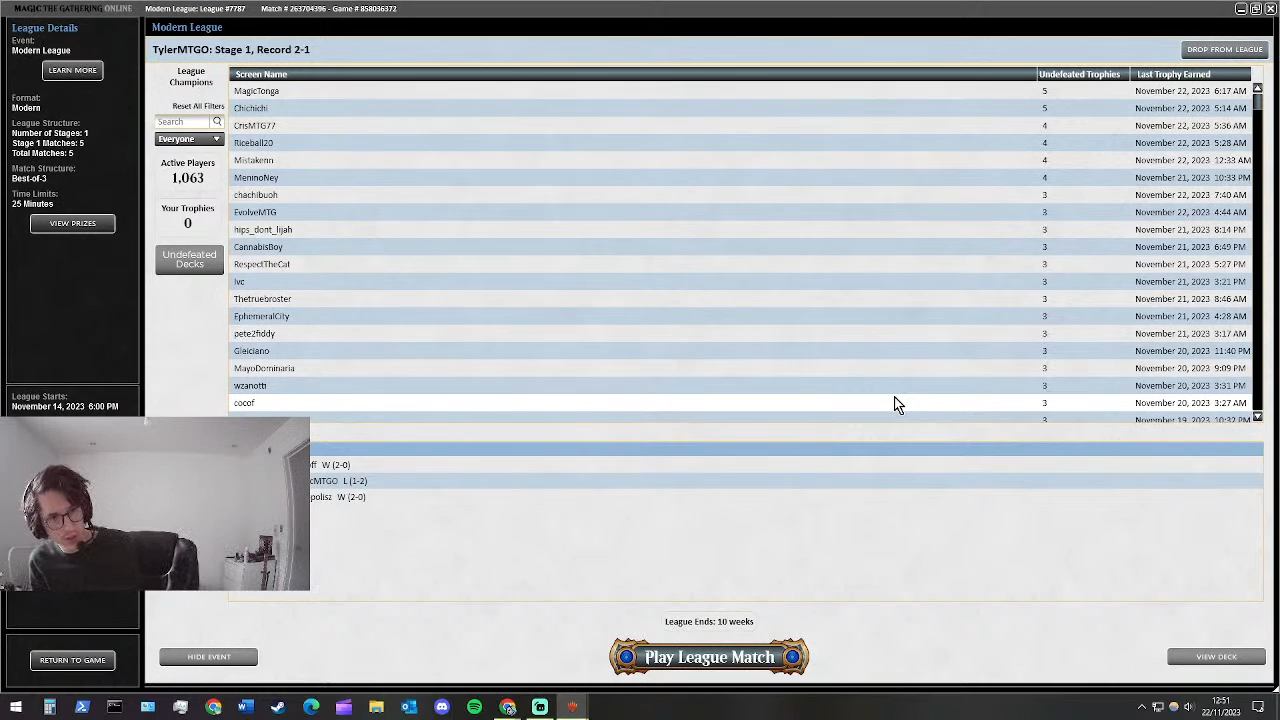 MAGIC THE GATHERING ONLINE Modern League: League #7787 Match # 263704396 - Game # 858036372
League Details
Event:
Modern League
LEARN MORE
Format:
Modern
League Structure:
Number of Stages: 1
Stage 1 Matches: 5
Total Matches: 5
Match Structure:
Best-of-3
Time Limits:
25 Minutes
VIEW PRIZES
League Starts:
November 14, 2023 6:00 PM
RETURN TO GAME
Modern League
TylerMTGO: Stage 1, Record 2-1
DROP FROM LEAGUE
League
Champions
Reset All Filters
Search
Everyone
Active Players
1,063
Your Trophies
0
Undefeated
Decks
Screen Name Undefeated Trophies Last Trophy Earned
MagicTonga 5 November 22, 2023 6:17 AM
Chichichi 5 November 22, 2023 5:14 AM
CrisMTG77 4 November 22, 2023 5:36 AM
Riceball20 4 November 22, 2023 5:28 AM
Mistakenn 4 November 22, 2023 12:33 AM
MeninoNey 4 November 21, 2023 10:33 PM
chachibuoh 3 November 22, 2023 7:40 AM
EvolveMTG 3 November 22, 2023 4:44 AM
hips_dont_lijah 3 November 21, 2023 8:14 PM
CannabisBoy 3 November 21, 2023 6:49 PM
RespectTheCat 3 November 21, 2023 5:27 PM
lvc 3 November 21, 2023 3:21 PM
Thetruebroster 3 November 21, 2023 8:46 AM
EphemeralCity 3 November 21, 2023 4:28 AM
pete2fiddy 3 November 21, 2023 3:17 AM
Gleiciano 3 November 20, 2023 11:40 PM
MayoDominaria 3 November 20, 2023 9:09 PM
wzanotti 3 November 20, 2023 3:31 PM
cocof 3 November 20, 2023 3:27 AM
3 November 19, 2023 10:32 PM
ff W (2-0)
cMTGO L (1-2)
polisz W (2-0)
League Ends: 10 weeks
HIDE EVENT
Play League Match
VIEW DECK
12:51
22/11/2023